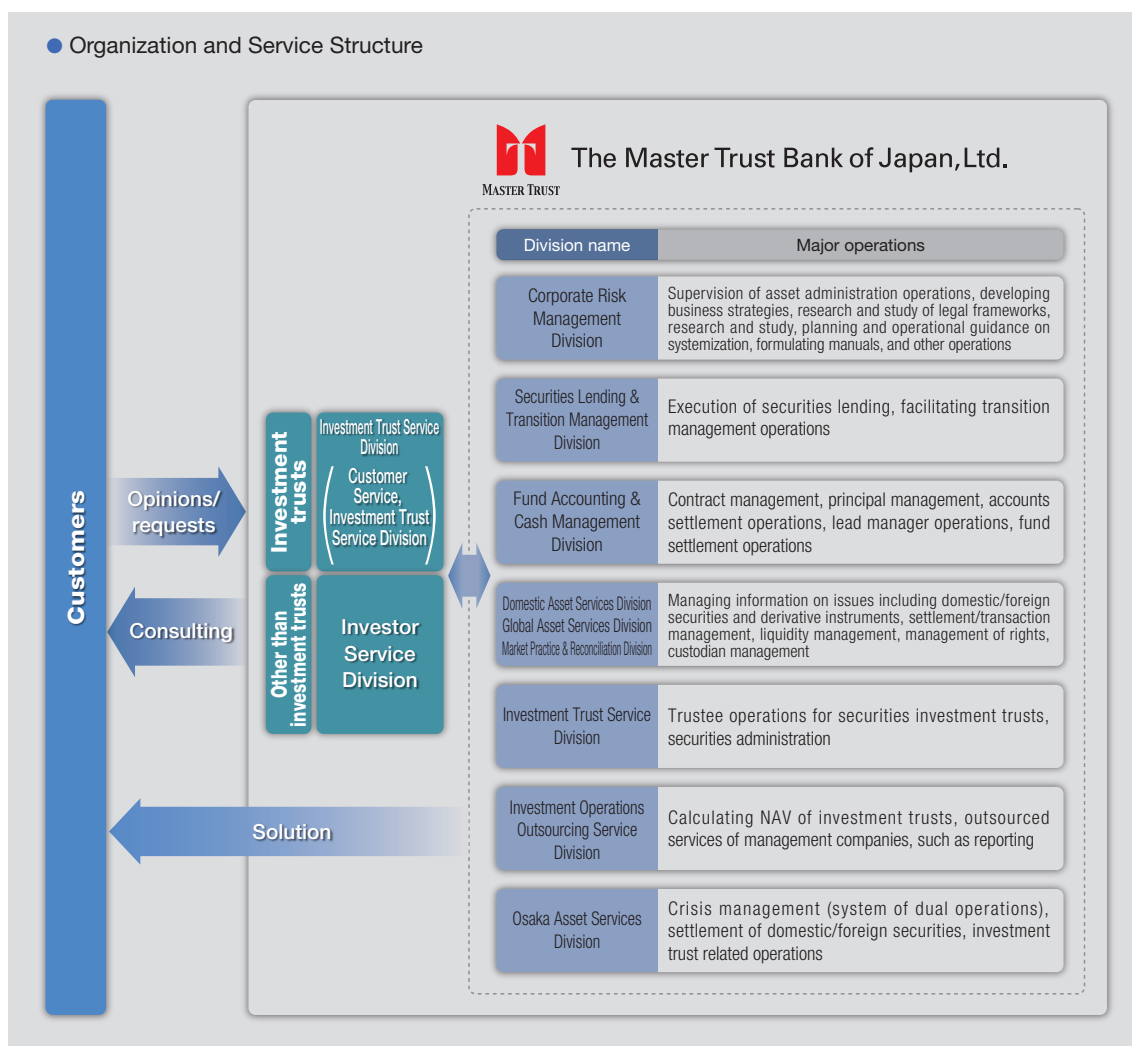 Organization and Service Structure
MASTER TRUST
The Master Trust Bank of Japan,Ltd.
Customers
Opinions/
requests
Consulting
Solution
Investment
trusts
Investment Trust Service
Division
(Customer
Service,
Investment Trust
Service Division)
Other than
investment trusts
Investor
Service
Division
Division name
Major operations
Corporate Risk
Management
Division
Supervision of asset administration operations, developing
business strategies, research and study of legal frameworks,
research and study, planning and operational guidance on
systemization, formulating manuals, and other operations
Securities Lending &
Transition Management
Division
Execution of securities lending, facilitating transition
management operations
Fund Accounting &
Cash Management
Division
Contract management, principal management, accounts
settlement operations, lead manager operations, fund
settlement operations
Domestic Asset Services Division
Global Asset Services Division
Market Practice & Reconciliation Division
Managing information on issues including domestic/foreign
securities and derivative instruments, settlement/transaction
management, liquidity management, management of rights,
custodian management
Investment Trust Service
Division
Trustee operations for securities investment trusts,
securities administration
Investment Operations
Outsourcing Service
Division
Calculating NAV of investment trusts, outsourced
services of management companies, such as reporting
Osaka Asset Services
Division
Crisis management (system of dual operations),
settlement of domestic/foreign securities, investment
trust related operations